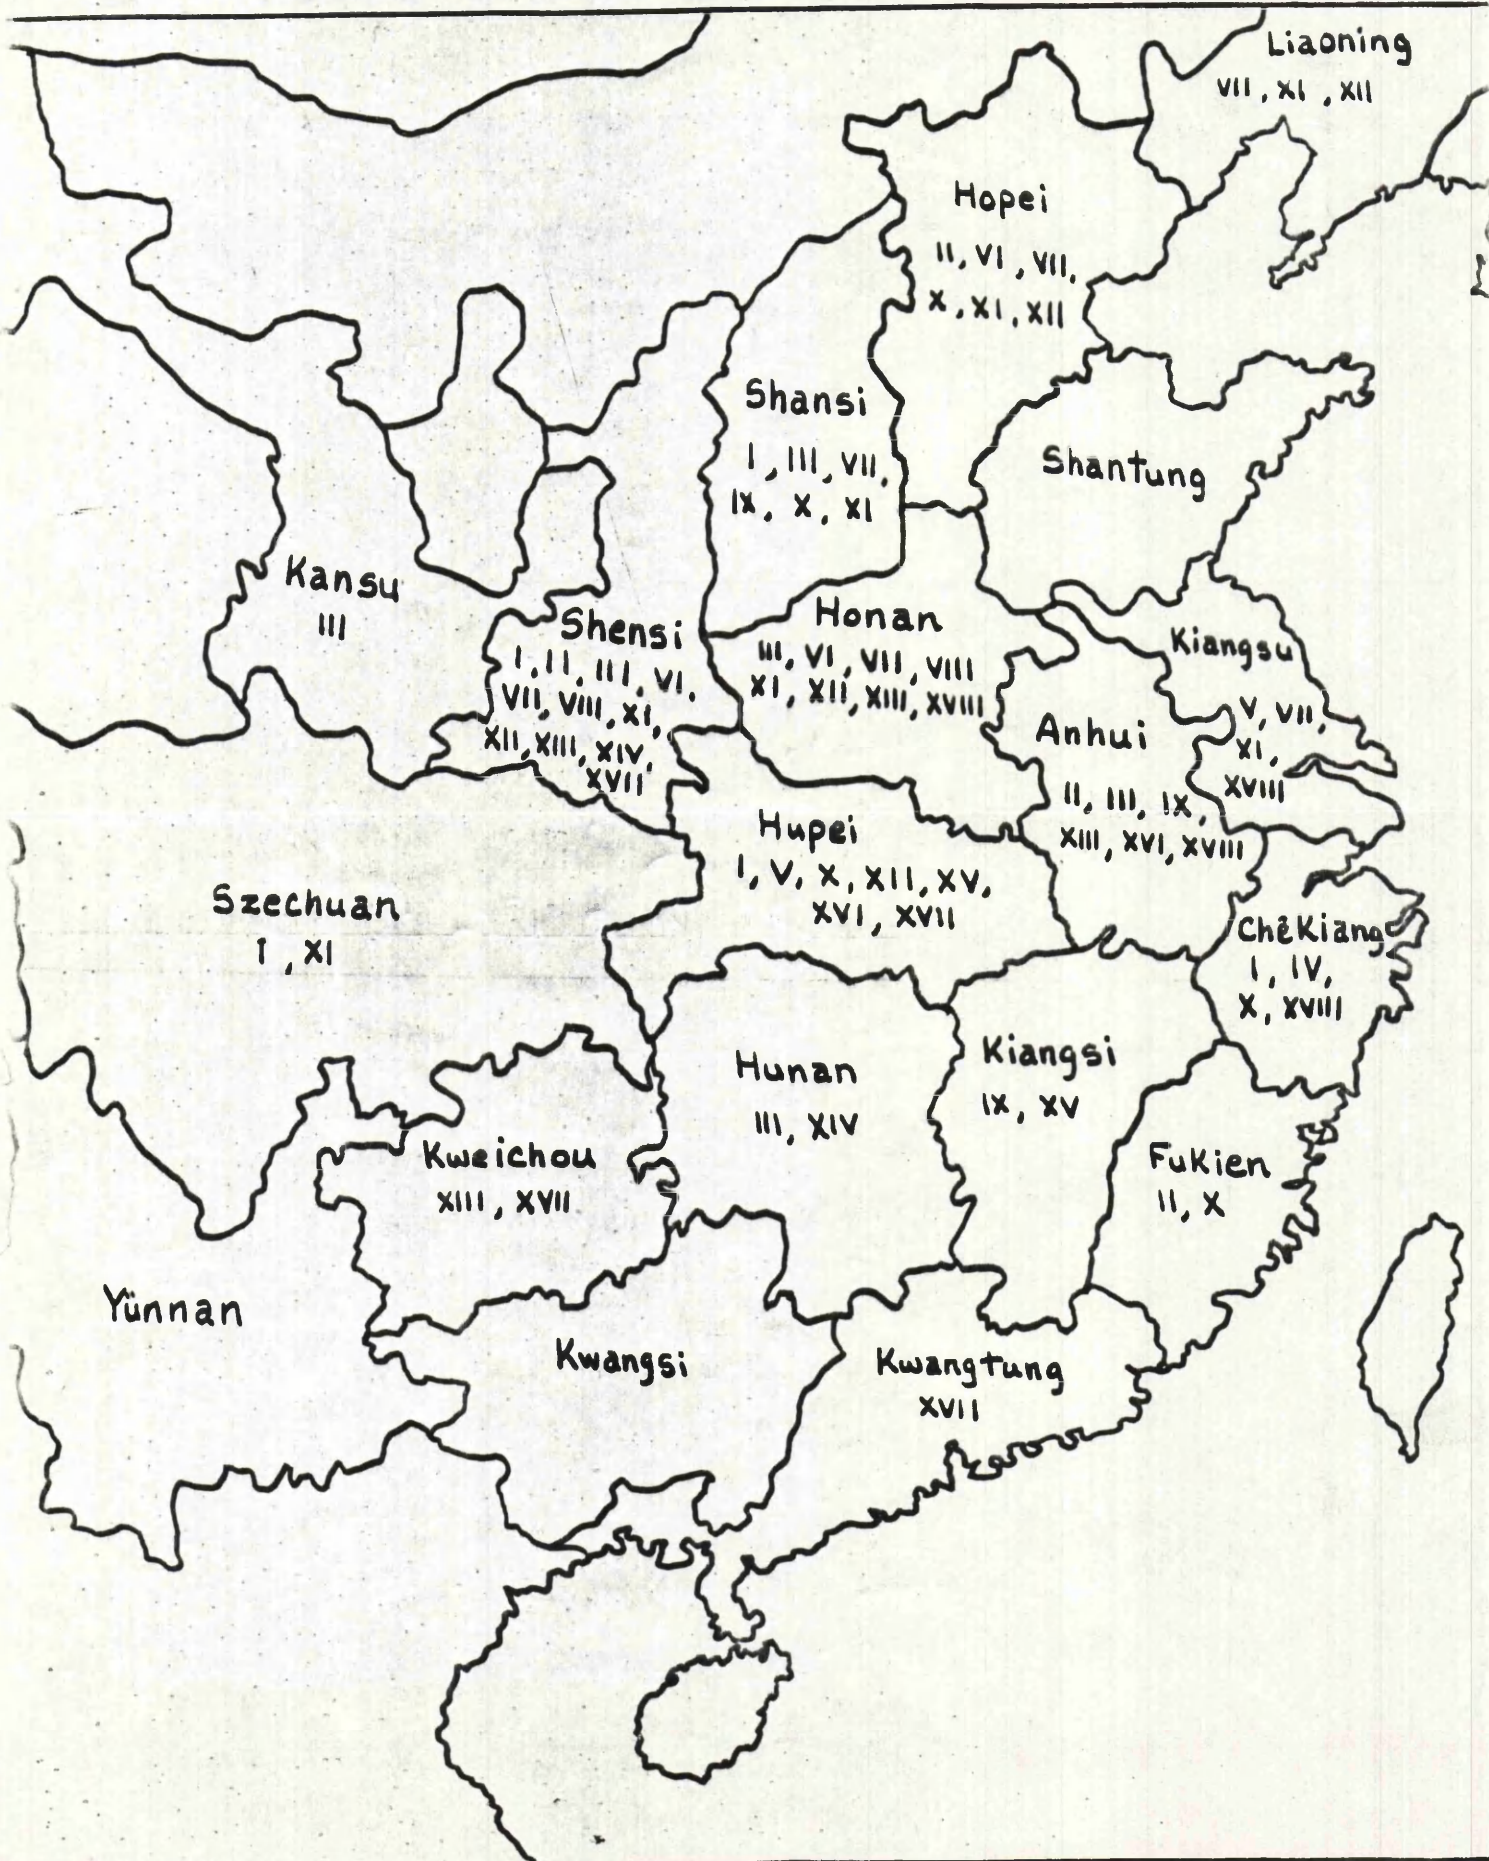 Liaoning
VII, XI, XII
Hopei
II, VI, VII,
X, XI, XII
Shansi
I, III, VII,
IX, X, XI
Shantung
Kansu
III
Shensi
I, II, III, VI,
VII, VIII, XI,
XII, XIII, XIV,
XVII
Honan
III, VI, VII, VIII
XI, XII, XIII, XVIII
Kiangsu
V, VII,
XI,
XVIII
Anhui
II, III, IX,
XIII, XVI, XVIII
Hupei
I, V, X, XII, XV,
XVI, XVII
Szechuan
I, XI
Chêkiang
I, IV,
X, XVIII
Hunan
III, XIV
Kiangsi
IX, XV
Kweichou
XIII, XVII
Fukien
II, X
Yünnan
Kwangsi
Kwangtung
XVII